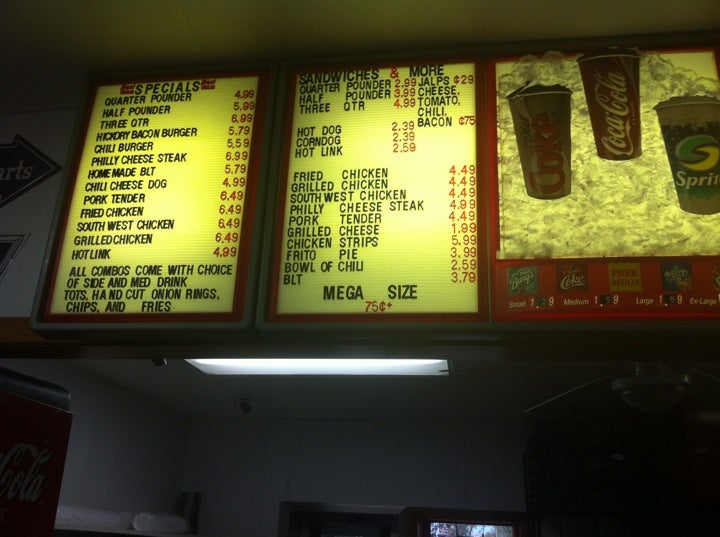 SPECIALS
QUARTER POUNDER 4.99
HALF POUNDER 5.99
THREE QTR 6.99
HICKORY BACON BURGER 5.79
CHILI BURGER 5.59
PHILLY CHEESE STEAK 6.99
HOMEMADE BLT 5.79
CHILI CHEESE DOG 4.99
PORK TENDER 6.49
FRIED CHICKEN 6.49
SOUTH WEST CHICKEN 6.49
GRILLED CHICKEN 6.49
HOT LINK 4.99
ALL COMBOS COME WITH CHOICE
OF SIDE AND MED DRINK
TOTS, HAND CUT ONION RINGS,
CHIPS, AND FRIES
SANDWICHES & MORE
QUARTER POUNDER 2.99
HALF POUNDER 3.99
THREE QTR 4.99
JALPS ¢29
CHEESE,
TOMATO,
CHILI,
BACON ¢75
HOT DOG 2.39
CORNDOG 2.39
HOT LINK 2.59
FRIED CHICKEN 4.49
GRILLED CHICKEN 4.49
SOUTH WEST CHICKEN 4.49
PHILLY CHEESE STEAK 4.99
PORK TENDER 4.49
GRILLED CHEESE 1.99
CHICKEN STRIPS 5.99
FRITO PIE 3.99
BOWL OF CHILI 2.59
BLT 3.79
MEGA SIZE
75¢
Coke
Coca-Cola
Sprit
Barq's
Coke
FREE
REFILLS
Small 1.29 Medium 1.59 Large 1.89 Ex-Large
arts
Cola